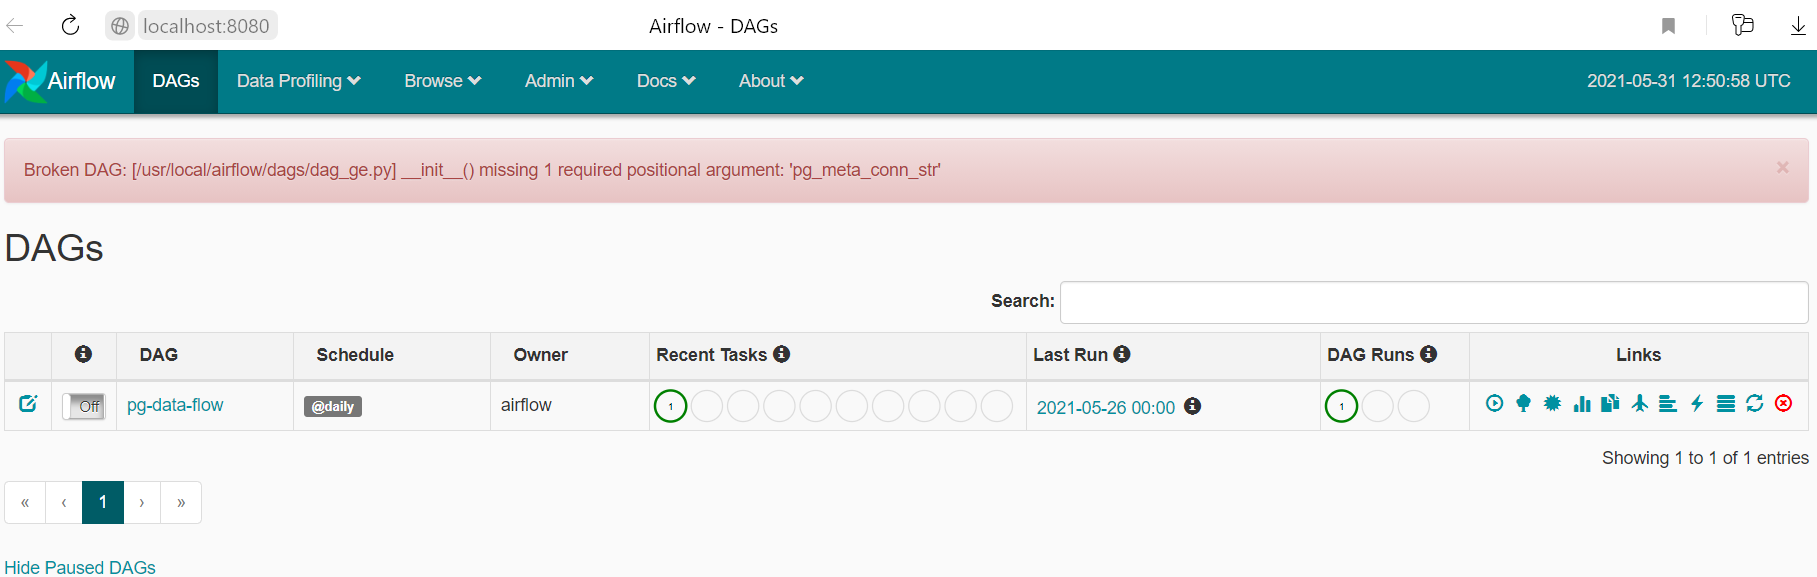 localhost:8080 Airflow - DAGs
Airflow DAGs Data Profiling Browse Admin Docs About 2021-05-31 12:50:58 UTC
Broken DAG: [/usr/local/airflow/dags/dag_ge.py] __init__() missing 1 required positional argument: 'pg_meta_conn_str' ×
DAGs
Search:
DAG Schedule Owner Recent Tasks Last Run DAG Runs Links
Off pg-data-flow @daily airflow 1 2021-05-26 00:00 1
Showing 1 to 1 of 1 entries
« ‹ 1 › »
Hide Paused DAGs